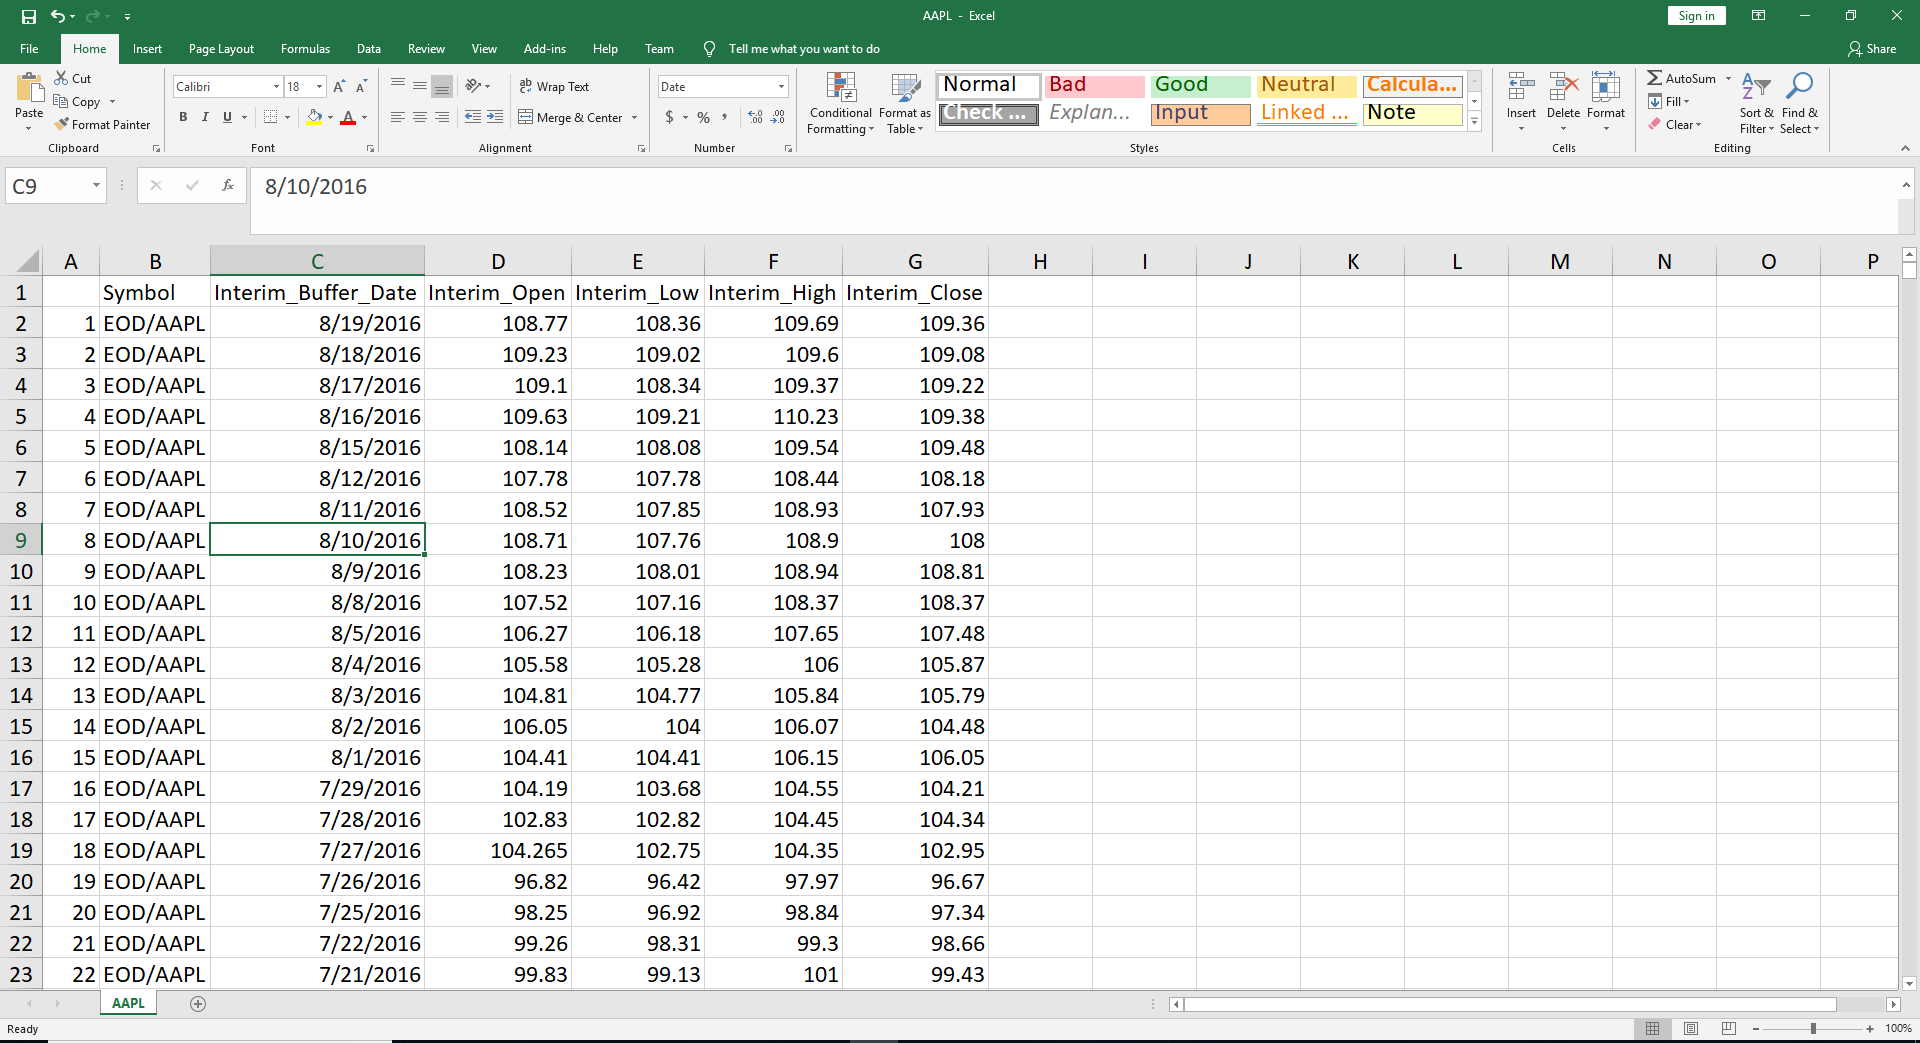 AAPL - Excel
Sign in
File Home Insert Page Layout Formulas Data Review View Add-ins Help Team Tell me what you want to do Share
Paste Cut Copy Format Painter
Clipboard
Calibri 18
B I U A
Font
Wrap Text
Merge & Center
Alignment
Date
$ % ,
Number
Conditional Formatting
Format as Table
Normal Bad Good Neutral Calcula...
Check ... Explan... Input Linked ... Note
Styles
Insert Delete Format
Cells
AutoSum
Fill
Clear
Sort & Filter
Find & Select
Editing
C9 fx 8/10/2016
A B C D E F G H I J K L M N O P
1 Symbol Interim_Buffer_Date Interim_Open Interim_Low Interim_High Interim_Close
2 1 EOD/AAPL 8/19/2016 108.77 108.36 109.69 109.36
3 2 EOD/AAPL 8/18/2016 109.23 109.02 109.6 109.08
4 3 EOD/AAPL 8/17/2016 109.1 108.34 109.37 109.22
5 4 EOD/AAPL 8/16/2016 109.63 109.21 110.23 109.38
6 5 EOD/AAPL 8/15/2016 108.14 108.08 109.54 109.48
7 6 EOD/AAPL 8/12/2016 107.78 107.78 108.44 108.18
8 7 EOD/AAPL 8/11/2016 108.52 107.85 108.93 107.93
9 8 EOD/AAPL 8/10/2016 108.71 107.76 108.9 108
10 9 EOD/AAPL 8/9/2016 108.23 108.01 108.94 108.81
11 10 EOD/AAPL 8/8/2016 107.52 107.16 108.37 108.37
12 11 EOD/AAPL 8/5/2016 106.27 106.18 107.65 107.48
13 12 EOD/AAPL 8/4/2016 105.58 105.28 106 105.87
14 13 EOD/AAPL 8/3/2016 104.81 104.77 105.84 105.79
15 14 EOD/AAPL 8/2/2016 106.05 104 106.07 104.48
16 15 EOD/AAPL 8/1/2016 104.41 104.41 106.15 106.05
17 16 EOD/AAPL 7/29/2016 104.19 103.68 104.55 104.21
18 17 EOD/AAPL 7/28/2016 102.83 102.82 104.45 104.34
19 18 EOD/AAPL 7/27/2016 104.265 102.75 104.35 102.95
20 19 EOD/AAPL 7/26/2016 96.82 96.42 97.97 96.67
21 20 EOD/AAPL 7/25/2016 98.25 96.92 98.84 97.34
22 21 EOD/AAPL 7/22/2016 99.26 98.31 99.3 98.66
23 22 EOD/AAPL 7/21/2016 99.83 99.13 101 99.43
AAPL
Ready
100%